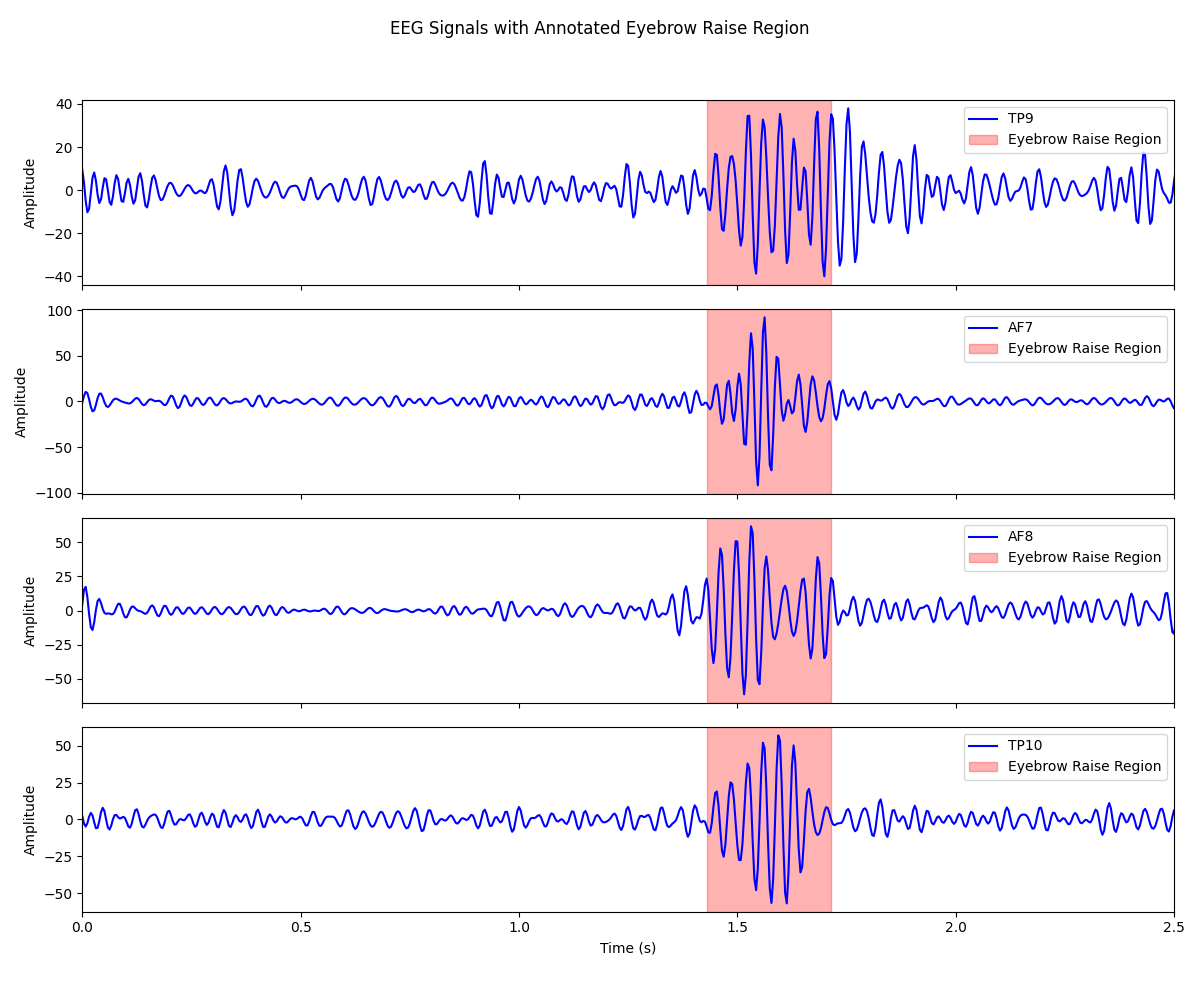 EEG Signals with Annotated Eyebrow Raise Region
40
20
0
−20
−40
Amplitude
TP9
Eyebrow Raise Region
100
50
0
−50
−100
Amplitude
AF7
Eyebrow Raise Region
50
25
0
−25
−50
Amplitude
AF8
Eyebrow Raise Region
50
25
0
−25
−50
Amplitude
TP10
Eyebrow Raise Region
0.0 0.5 1.0 1.5 2.0 2.5
Time (s)